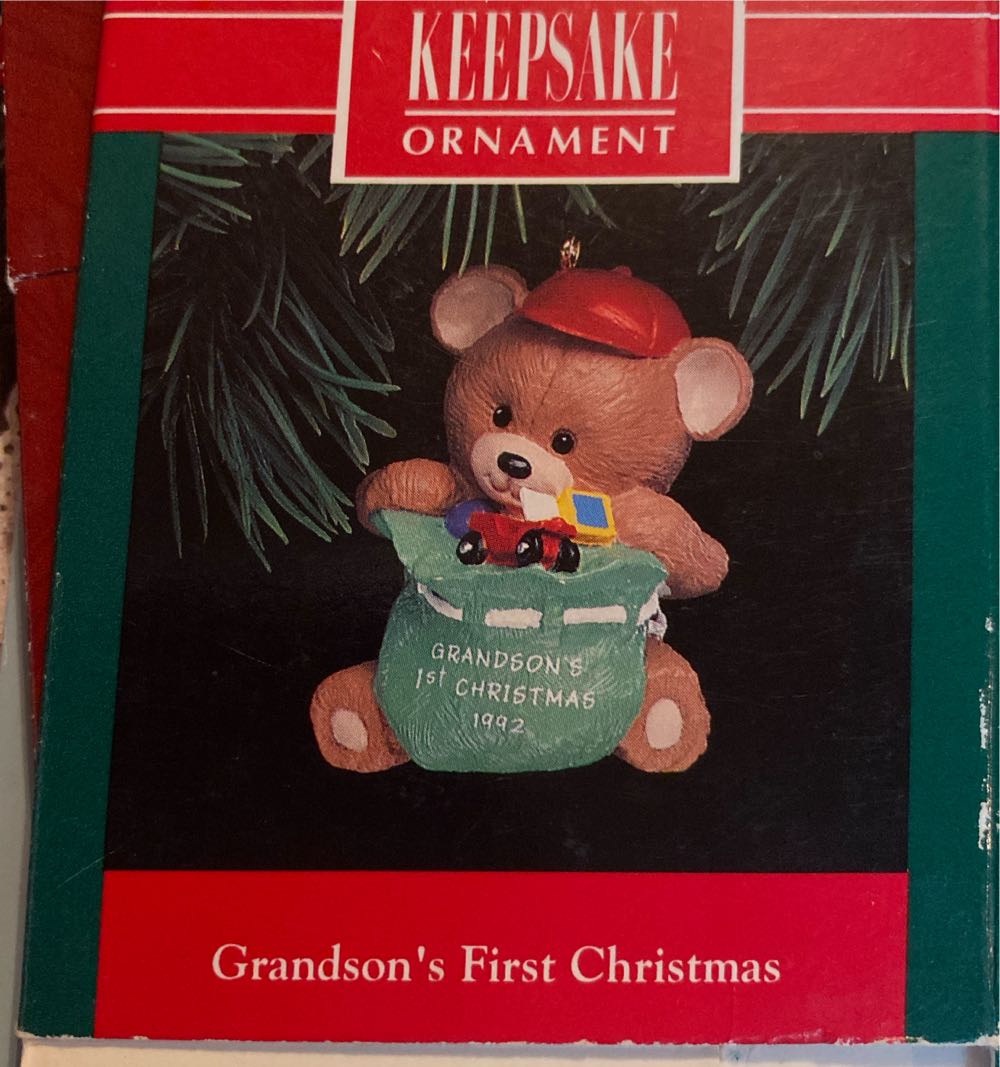 KEEPSAKE
ORNAMENT
GRANDSON'S
1st CHRISTMAS
1992
Grandson's First Christmas